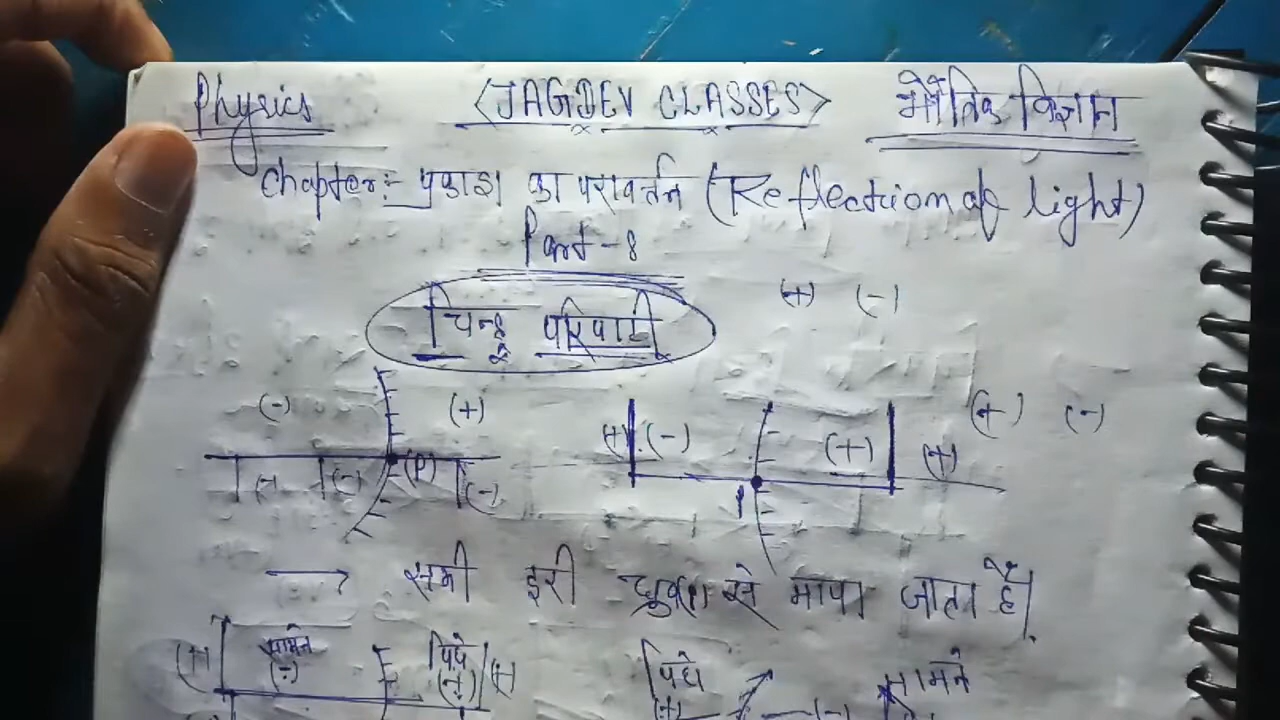 Physics <JAGDEV CLASSES> भौतिक विज्ञान
Chapter:- प्रकाश का परावर्तन (Reflection of light)
Part-8
चिन्ह परिपाटी (+) (-)
(-) (+) (+) (-) (+) (+) (+) (-)
(-) (-) (P) (-) P
→ सभी दुरी ध्रुव से मापा जाता है।
(+) सामने (-) पिछे (+) पिछे (+) (-) सामने